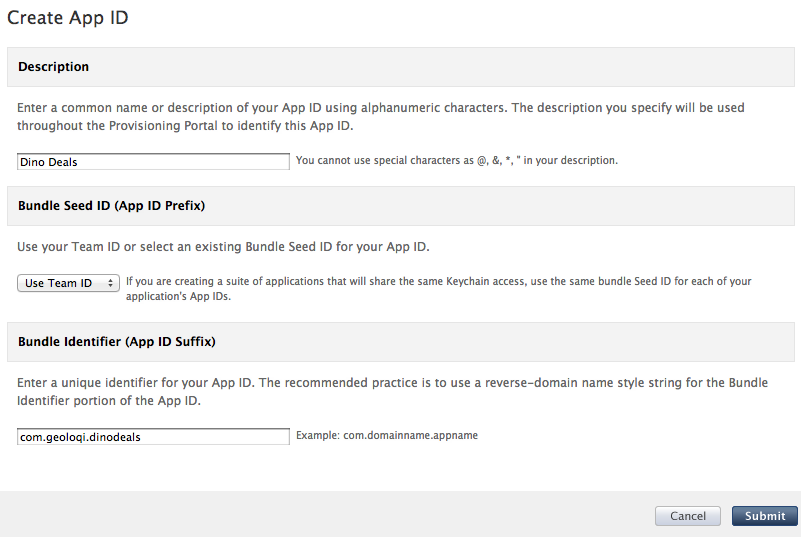 Create App ID
Description
Enter a common name or description of your App ID using alphanumeric characters. The description you specify will be used
throughout the Provisioning Portal to identify this App ID.
Dino Deals
You cannot use special characters as @, &, *, " in your description.
Bundle Seed ID (App ID Prefix)
Use your Team ID or select an existing Bundle Seed ID for your App ID.
Use Team ID
If you are creating a suite of applications that will share the same Keychain access, use the same bundle Seed ID for each of your
application's App IDs.
Bundle Identifier (App ID Suffix)
Enter a unique identifier for your App ID. The recommended practice is to use a reverse-domain name style string for the Bundle
Identifier portion of the App ID.
com.geoloqi.dinodeals
Example: com.domainname.appname
Cancel
Submit